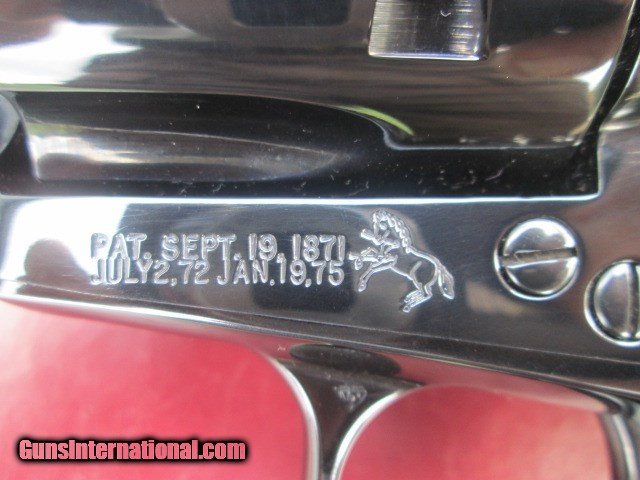 PAT. SEPT. 19. 1871
JULY 2, 72 JAN. 19, 75
GunsInternational.com